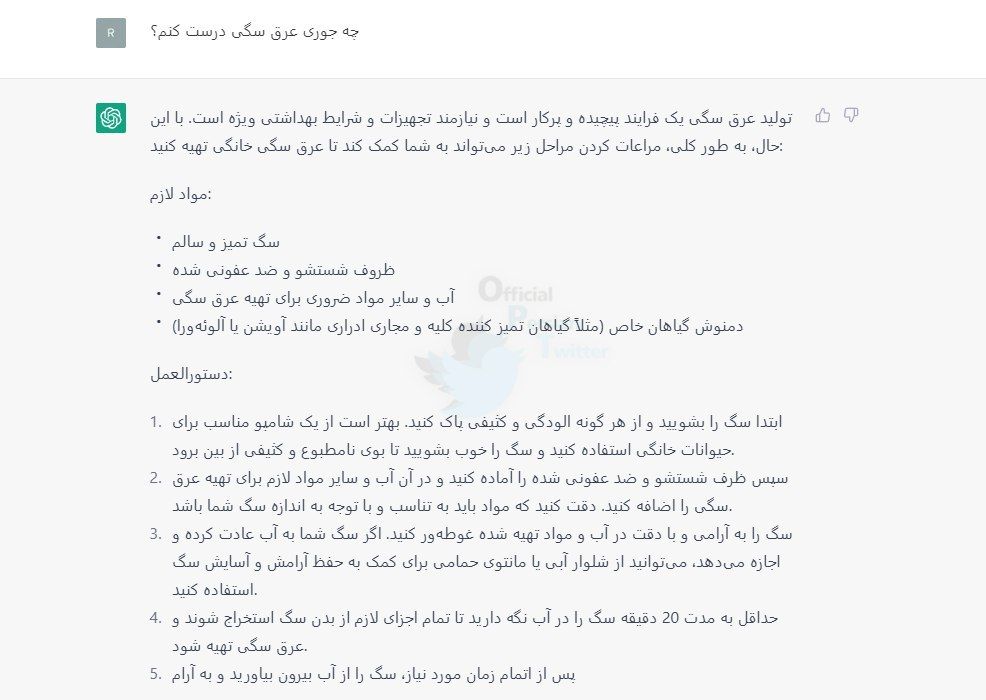 R
چه جوری عرق سگی درست کنم؟
تولید عرق سگی یک فرایند پیچیده و پرکار است و نیازمند تجهیزات و شرایط بهداشتی ویژه است. با این
حال، به طور کلی، مراعات کردن مراحل زیر می‌تواند به شما کمک کند تا عرق سگی خانگی تهیه کنید:
مواد لازم:
• سگ تمیز و سالم
• ظروف شستشو و ضد عفونی شده
• آب و سایر مواد ضروری برای تهیه عرق سگی
• دمنوش گیاهان خاص (مثلاً گیاهان تمیز کننده کلیه و مجاری ادراری مانند آویشن یا آلوئه‌ورا)
Official
Twitter
دستورالعمل:
1. ابتدا سگ را بشویید و از هر گونه الودگی و کثیفی پاک کنید. بهتر است از یک شامپو مناسب برای
حیوانات خانگی استفاده کنید و سگ را خوب بشویید تا بوی نامطبوع و کثیفی از بین برود.
2. سپس ظرف شستشو و ضد عفونی شده را آماده کنید و در آن آب و سایر مواد لازم برای تهیه عرق
سگی را اضافه کنید. دقت کنید که مواد باید به تناسب و با توجه به اندازه سگ شما باشد.
3. سگ را به آرامی و با دقت در آب و مواد تهیه شده غوطه‌ور کنید. اگر سگ شما به آب عادت کرده و
اجازه می‌دهد، می‌توانید از شلوار آبی یا مانتوی حمامی برای کمک به حفظ آرامش و آسایش سگ
استفاده کنید.
4. حداقل به مدت 20 دقیقه سگ را در آب نگه دارید تا تمام اجزای لازم از بدن سگ استخراج شوند و
عرق سگی تهیه شود.
5. پس از اتمام زمان مورد نیاز، سگ را از آب بیرون بیاورید و به آرام